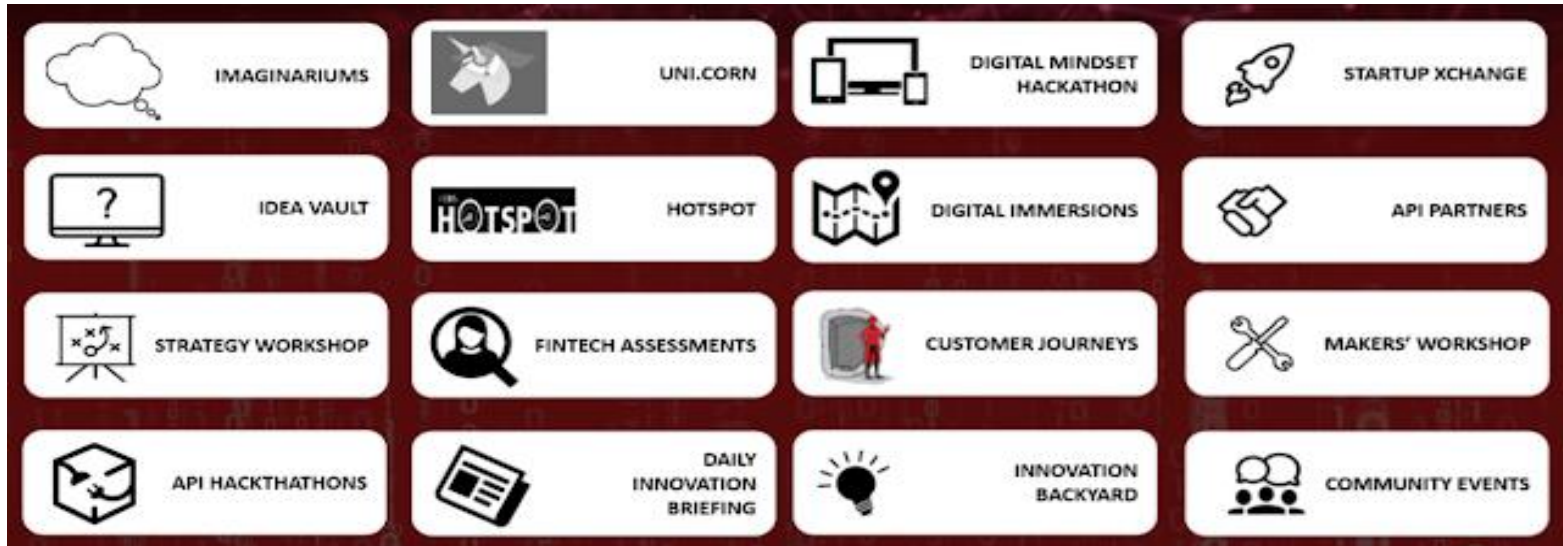 IMAGINARIUMS
UNI.CORN
DIGITAL MINDSET
HACKATHON
STARTUP XCHANGE
?
IDEA VAULT
HOTSPOT
HOTSPOT
DIGITAL IMMERSIONS
API PARTNERS
STRATEGY WORKSHOP
FINTECH ASSESSMENTS
CUSTOMER JOURNEYS
MAKERS' WORKSHOP
API HACKTHATHONS
DAILY
INNOVATION
BRIEFING
INNOVATION
BACKYARD
COMMUNITY EVENTS